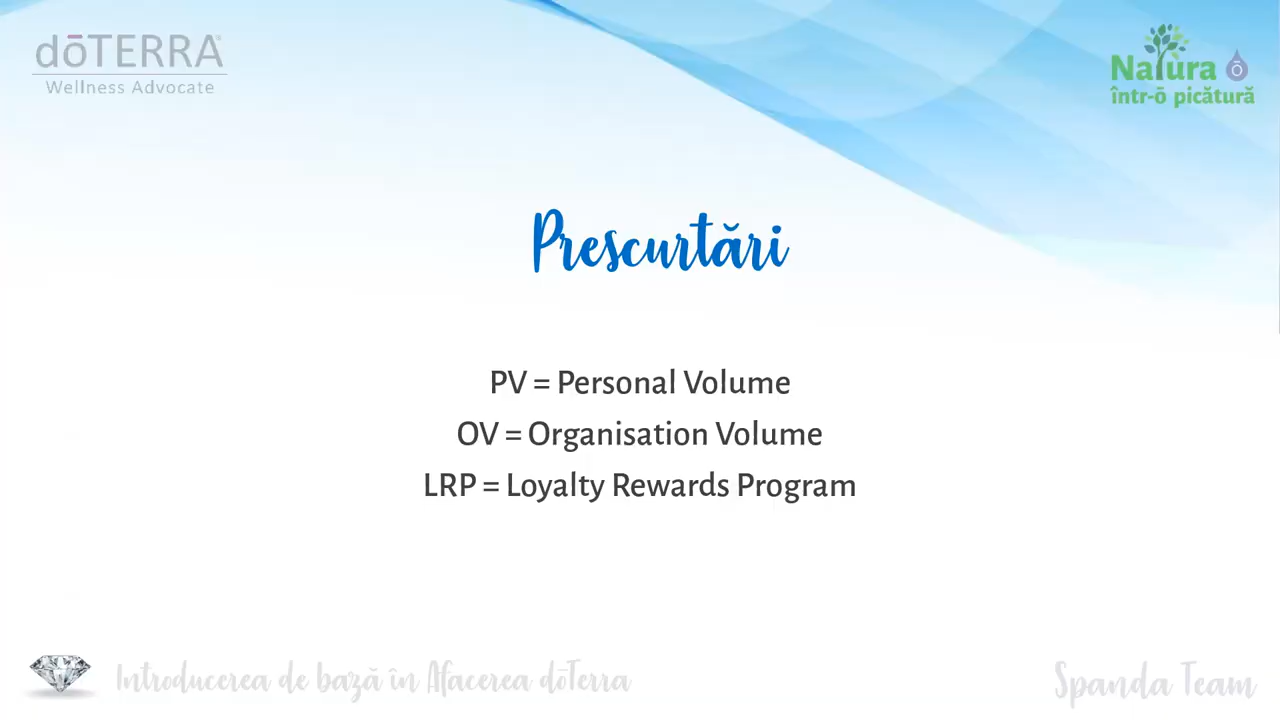 dōTERRA
Wellness Advocate
Natura ō
într-ō picătură
Prescurtări
PV = Personal Volume
OV = Organisation Volume
LRP = Loyalty Rewards Program
Introducerea de bază în Afacerea dōTerra
Spanda Team